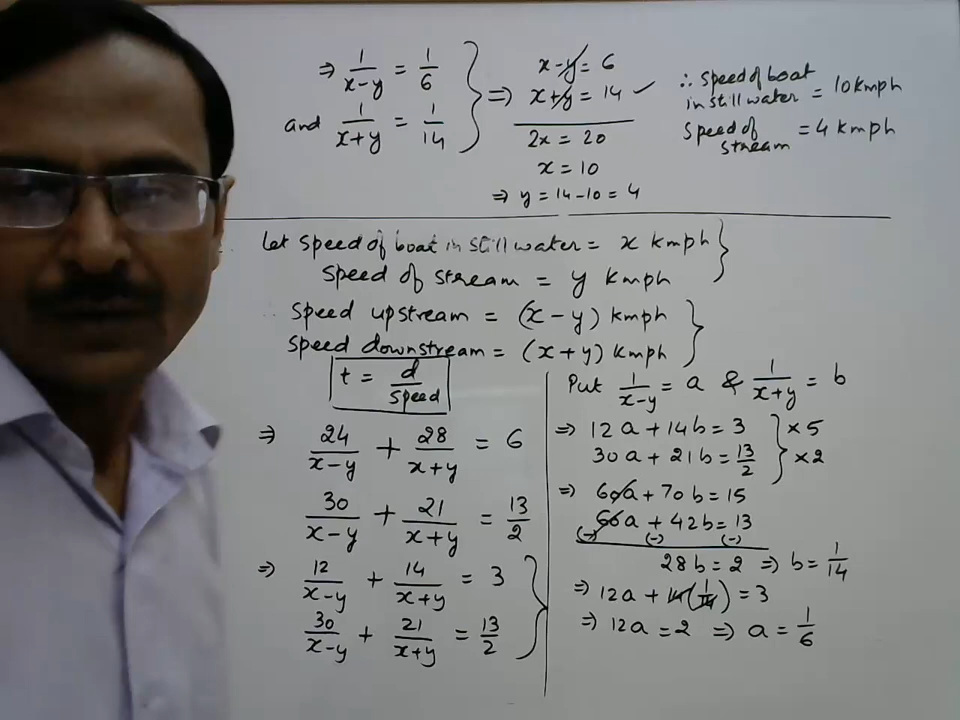 ⇒ 1/(x-y) = 1/6
and 1/(x+y) = 1/14
⇒ x-y = 6
x+y = 14 ✓
2x = 20
x = 10
⇒ y = 14-10 = 4
∴ Speed of boat in still water = 10 kmph
Speed of stream = 4 kmph
Let Speed of boat in still water = x kmph
Speed of stream = y kmph
Speed upstream = (x-y) kmph
Speed downstream = (x+y) kmph
t = d/Speed
⇒ 24/(x-y) + 28/(x+y) = 6
30/(x-y) + 21/(x+y) = 13/2
⇒ 12/(x-y) + 14/(x+y) = 3
30/(x-y) + 21/(x+y) = 13/2
Put 1/(x-y) = a & 1/(x+y) = b
⇒ 12a + 14b = 3 } ×5
30a + 21b = 13/2 } ×2
⇒ 60a + 70b = 15
60a + 42b = 13
(-) (-) (-)
28b = 2 ⇒ b = 1/14
⇒ 12a + 14(1/14) = 3
⇒ 12a = 2 ⇒ a = 1/6